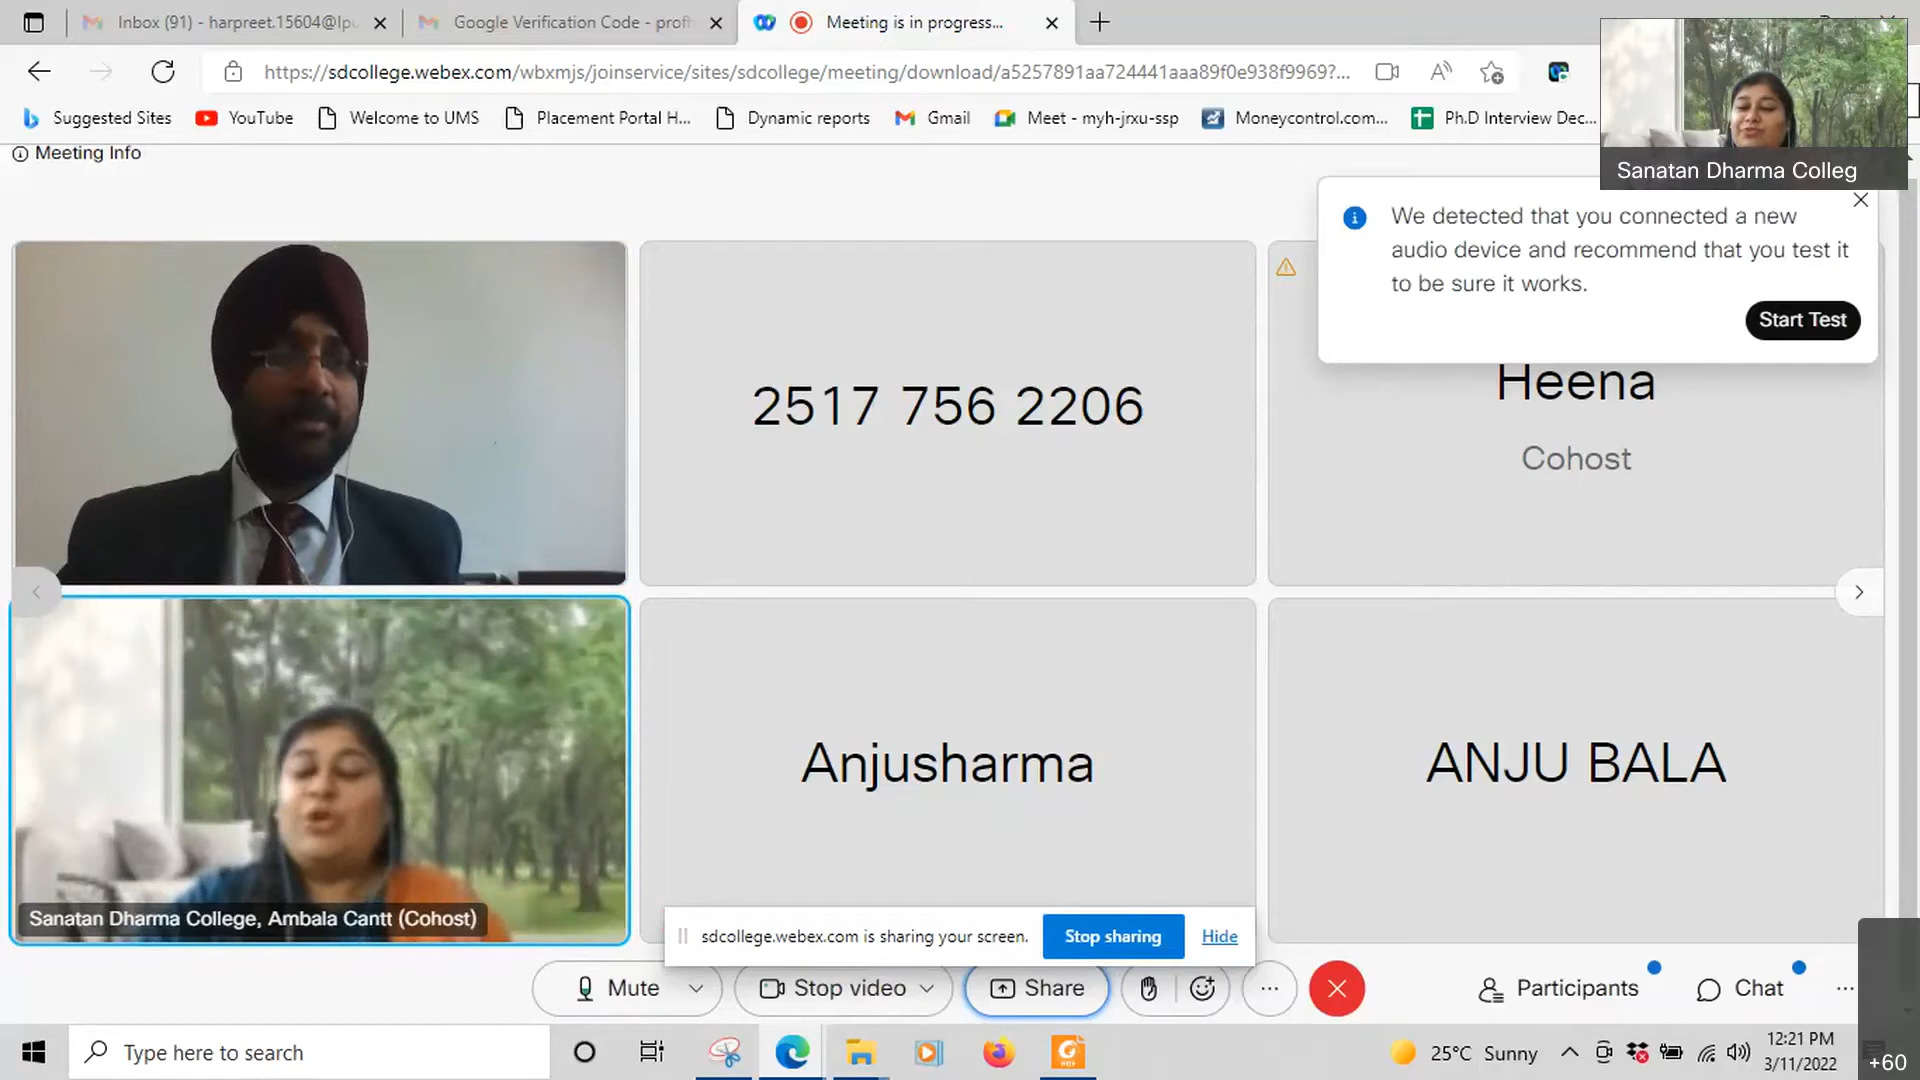 Inbox (91) - harpreet.15604@lpu
Google Verification Code - profh
Meeting is in progress...
https://sdcollege.webex.com/wbxmjs/joinservice/sites/sdcollege/meeting/download/a5257891aa724441aaa89f0e938f9969?...
Suggested Sites
YouTube
Welcome to UMS
Placement Portal H...
Dynamic reports
Gmail
Meet - myh-jrxu-ssp
Moneycontrol.com...
Ph.D Interview Dec...
Sanatan Dharma Colleg
Meeting Info
We detected that you connected a new
audio device and recommend that you test it
to be sure it works.
Start Test
2517 756 2206
Heena
Cohost
Anjusharma
ANJU BALA
Sanatan Dharma College, Ambala Cantt (Cohost)
sdcollege.webex.com is sharing your screen.
Stop sharing
Hide
Mute
Stop video
Share
Participants
Chat
Type here to search
25°C Sunny
12:21 PM
3/11/2022
+60